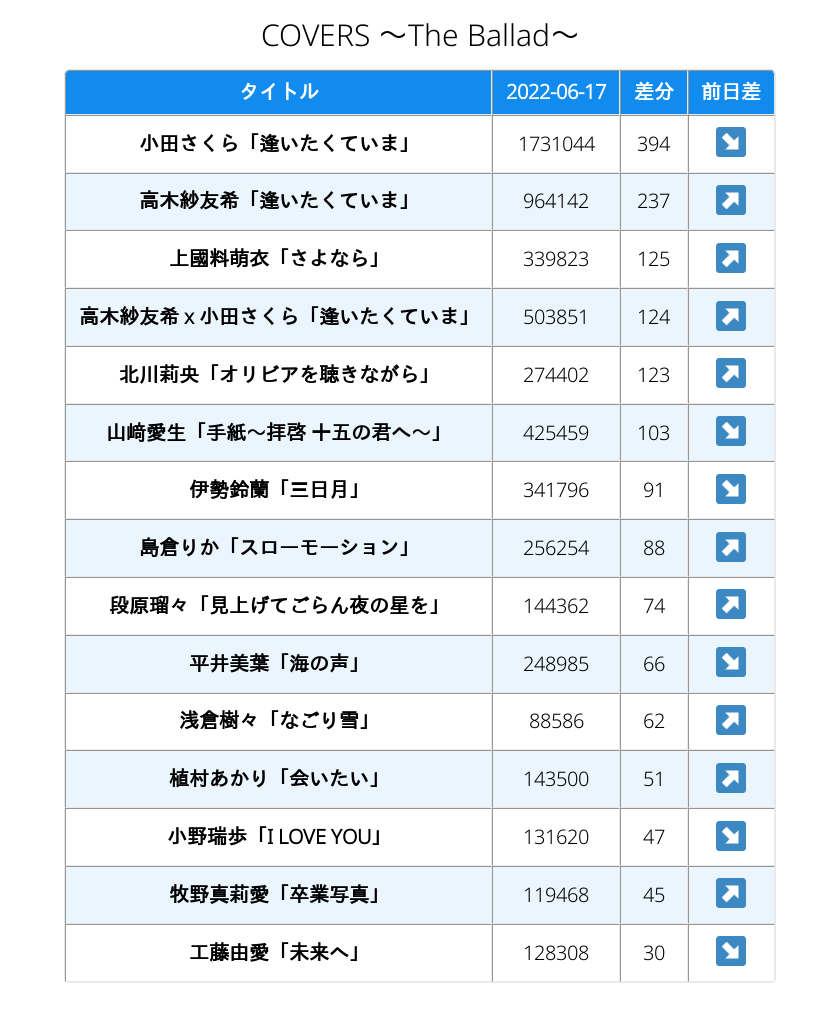 COVERS ～The Ballad～
タイトル 2022-06-17 差分 前日差
小田さくら「逢いたくていま」 1731044 394 ↘
高木紗友希「逢いたくていま」 964142 237 ↗
上國料萌衣「さよなら」 339823 125 ↗
高木紗友希 x 小田さくら「逢いたくていま」 503851 124 ↗
北川莉央「オリビアを聴きながら」 274402 123 ↗
山﨑愛生「手紙～拝啓 十五の君へ～」 425459 103 ↘
伊勢鈴蘭「三日月」 341796 91 ↘
島倉りか「スローモーション」 256254 88 ↗
段原瑠々「見上げてごらん夜の星を」 144362 74 ↗
平井美葉「海の声」 248985 66 ↘
浅倉樹々「なごり雪」 88586 62 ↗
植村あかり「会いたい」 143500 51 ↗
小野瑞歩「I LOVE YOU」 131620 47 ↘
牧野真莉愛「卒業写真」 119468 45 ↗
工藤由愛「未来へ」 128308 30 ↘